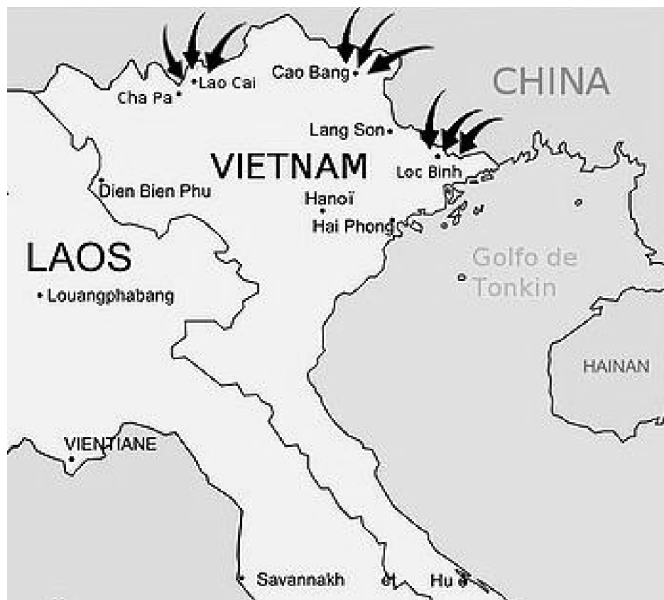 CHINA
Cao Bang
Lao Cai
Cha Pa
Lang Son
VIETNAM
Loc Binh
Dien Bien Phu
Hanoï
Hai Phong
LAOS
Golfo de
Tonkin
Louangphabang
HAINAN
VIENTIANE
Savannakh
Hu